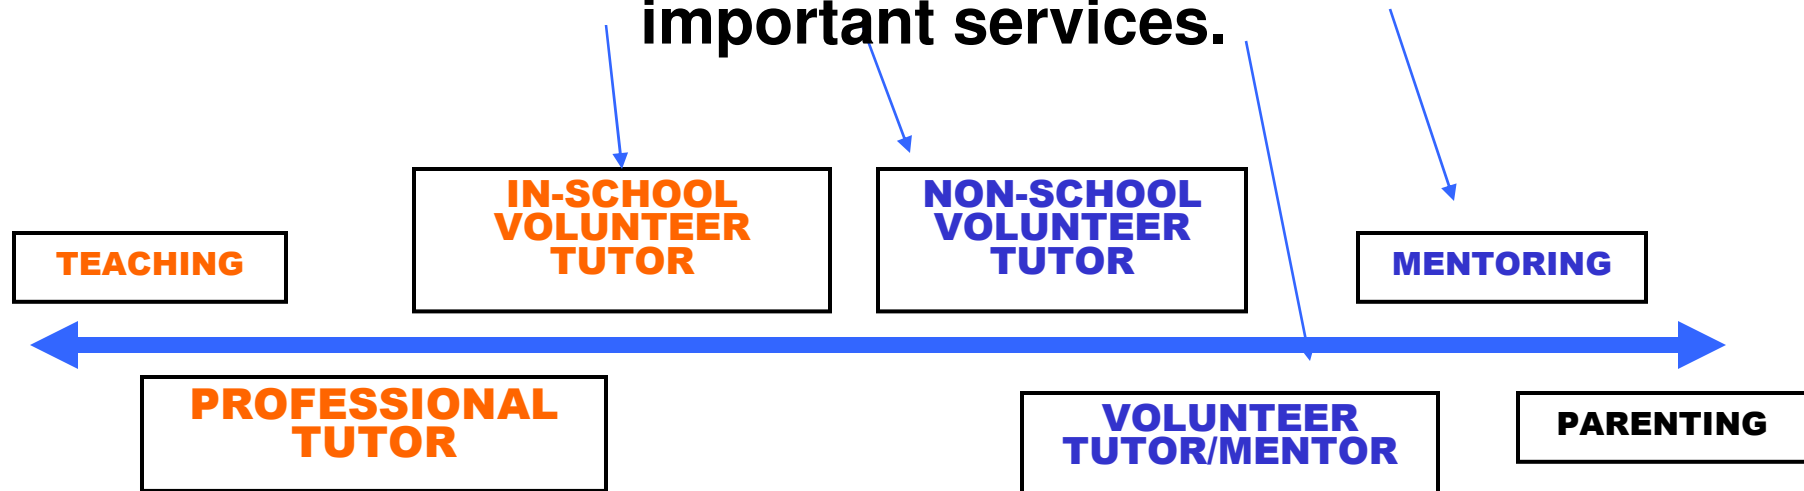 important services.
IN-SCHOOL
VOLUNTEER
TUTOR
NON-SCHOOL
VOLUNTEER
TUTOR
TEACHING
MENTORING
PROFESSIONAL
TUTOR
VOLUNTEER
TUTOR/MENTOR
PARENTING